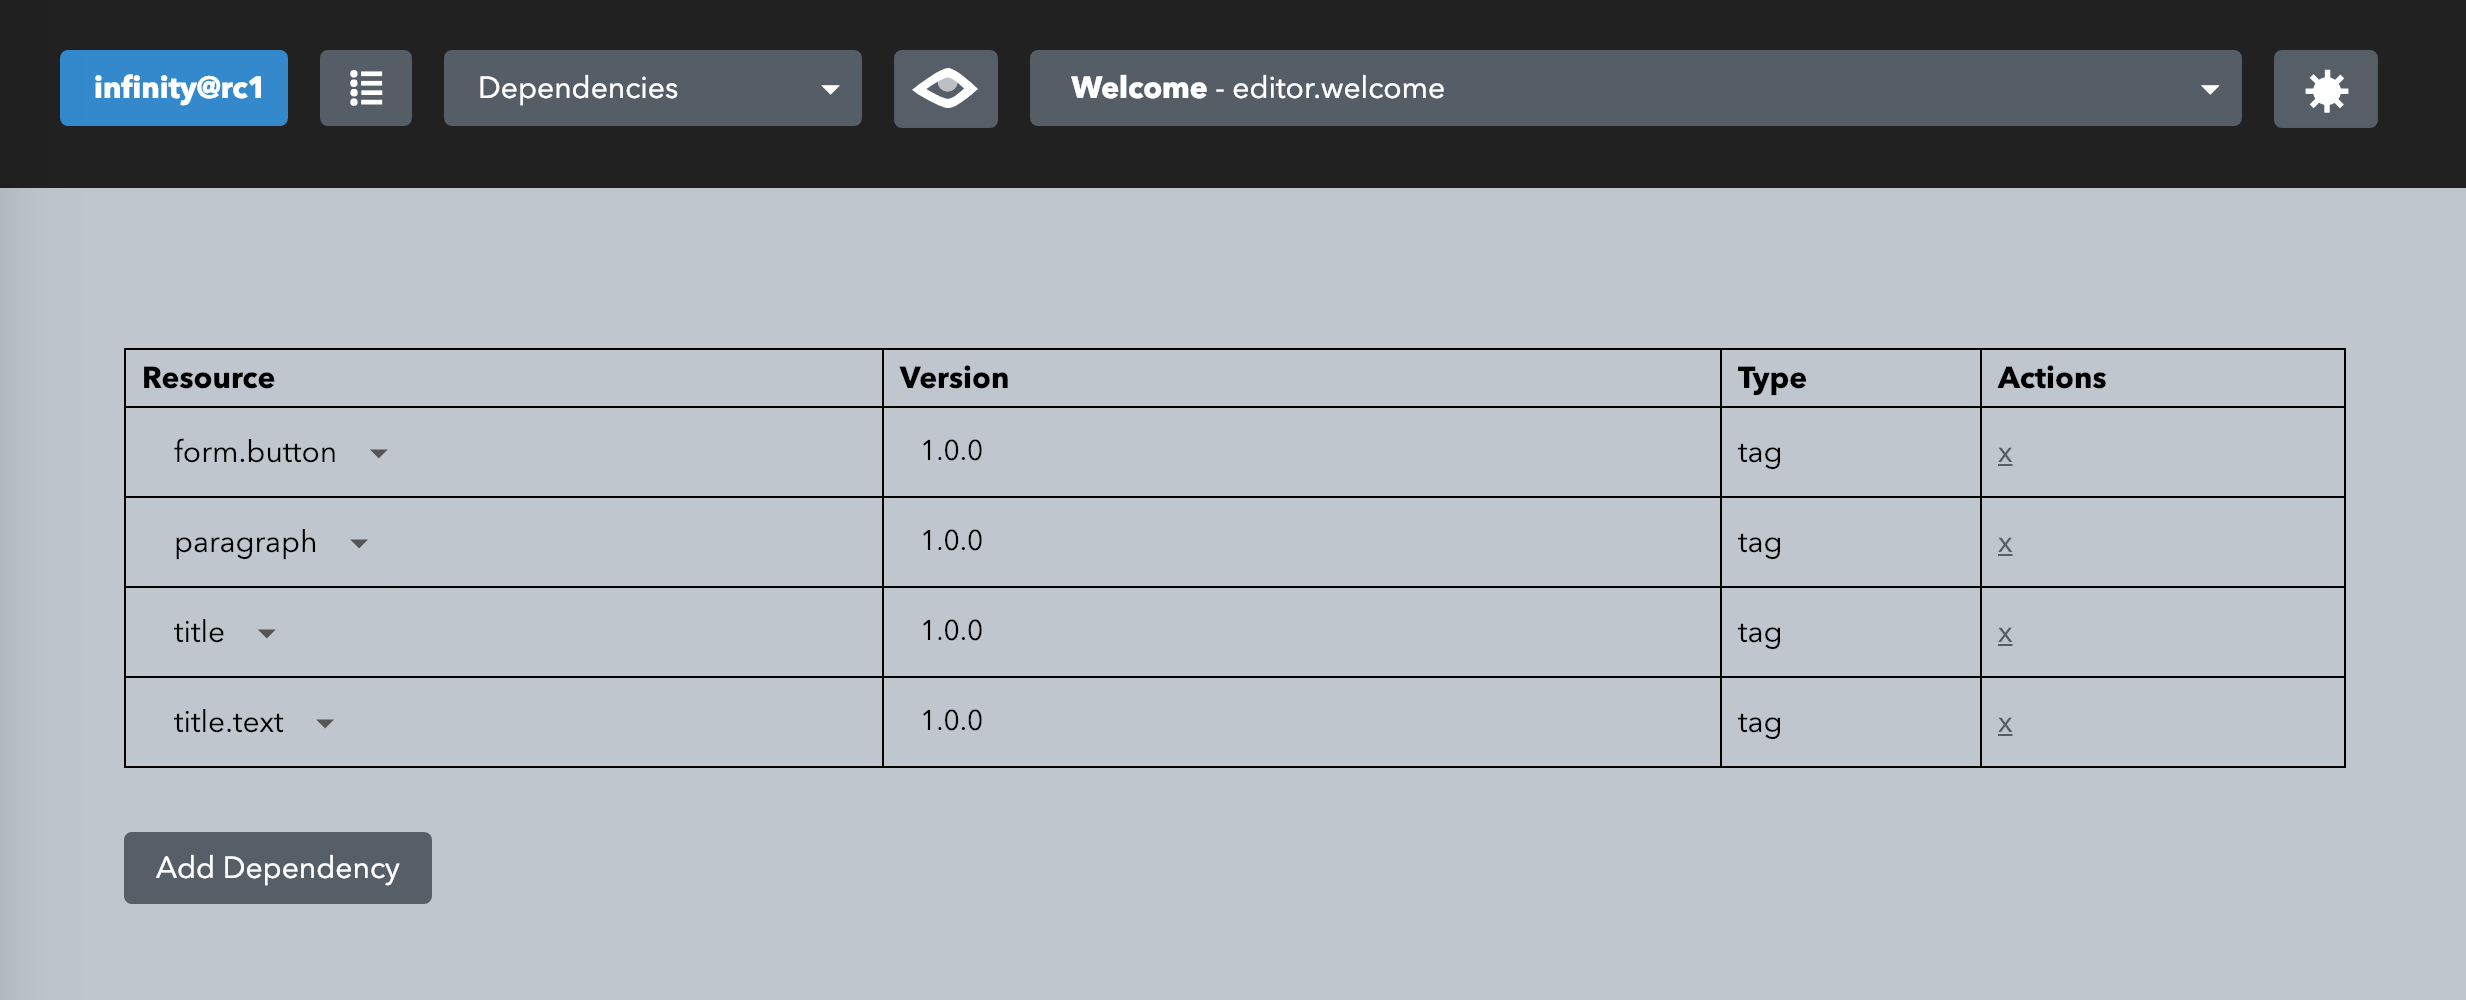 infinity@rc1 Dependencies Welcome - editor.welcome
Resource Version Type Actions
form.button 1.0.0 tag x
paragraph 1.0.0 tag x
title 1.0.0 tag x
title.text 1.0.0 tag x
Add Dependency